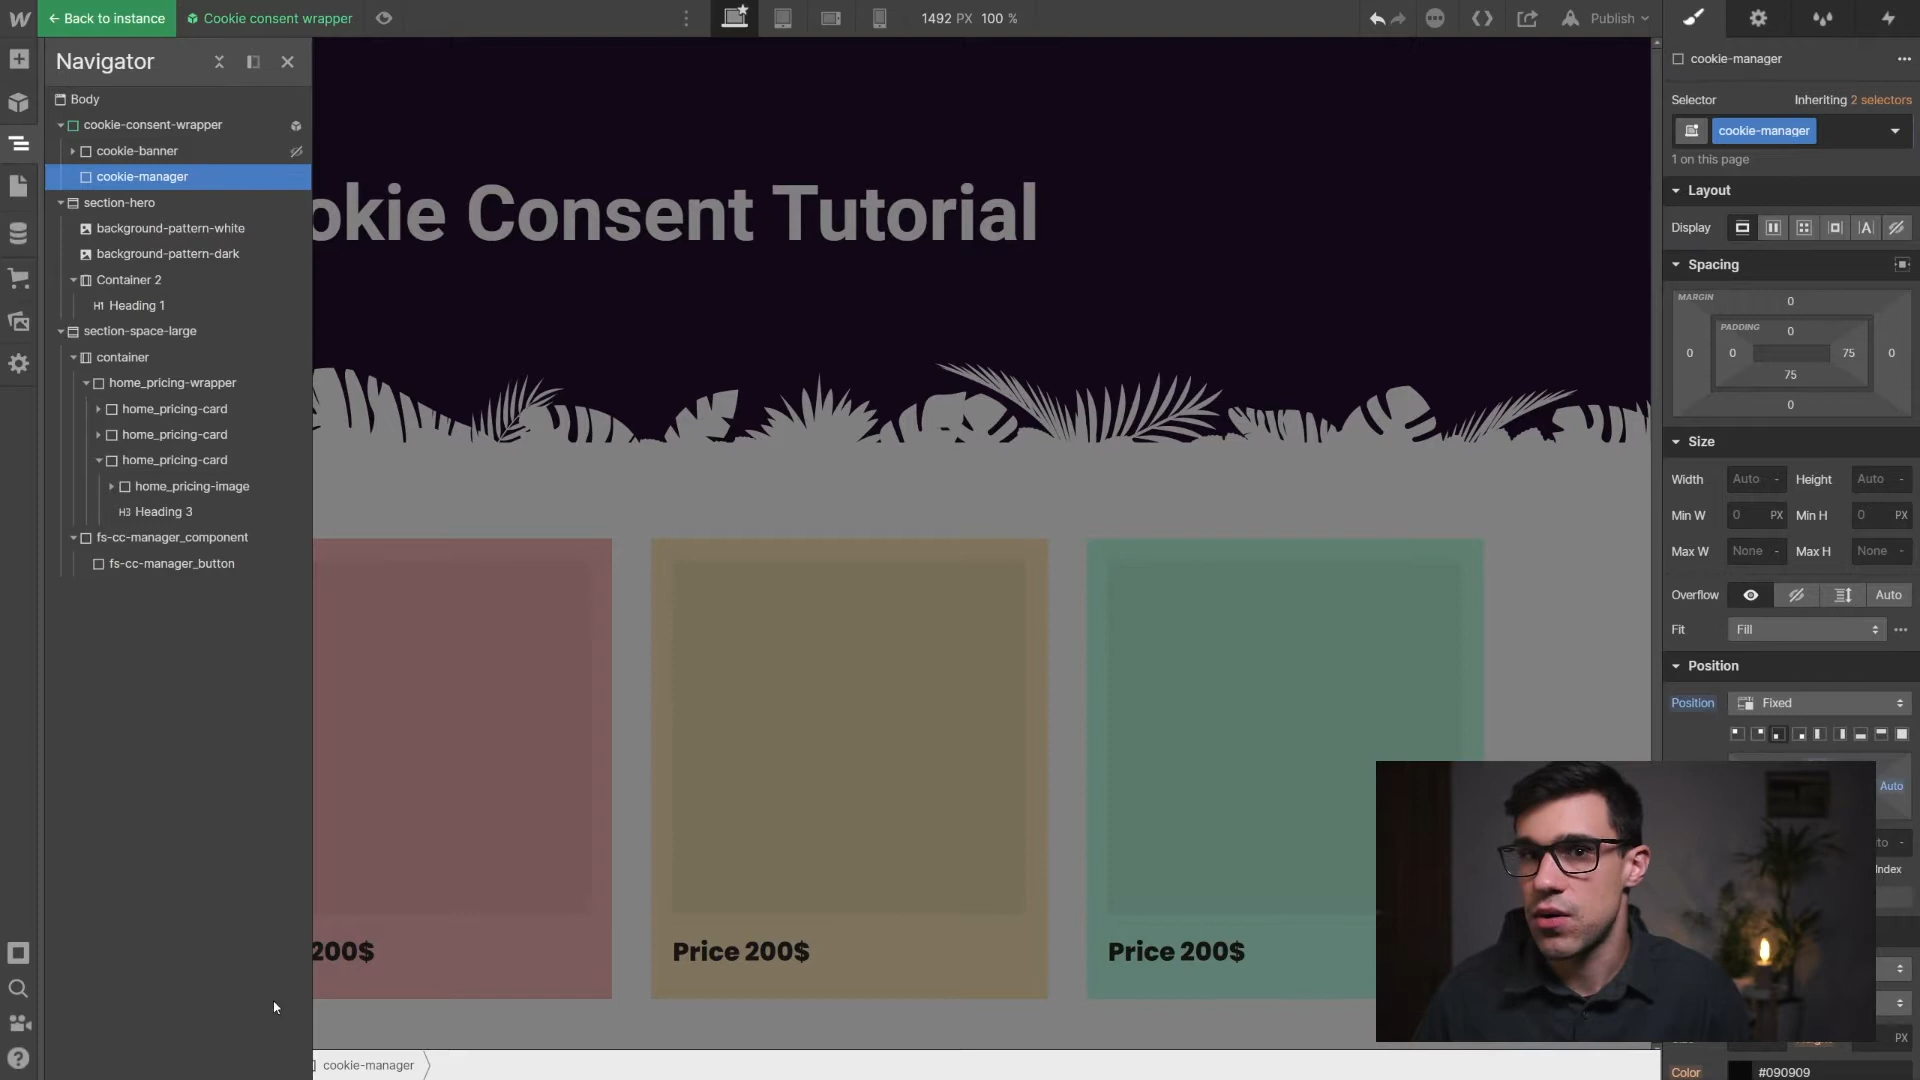 Back to instance
Cookie consent wrapper
1492 PX 100 %
Publish
Navigator
Body
cookie-consent-wrapper
cookie-banner
cookie-manager
section-hero
background-pattern-white
background-pattern-dark
Container 2
H1 Heading 1
section-space-large
container
home_pricing-wrapper
home_pricing-card
home_pricing-card
home_pricing-card
home_pricing-image
H3 Heading 3
fs-cc-manager_component
fs-cc-manager_button
okie Consent Tutorial
200$
Price 200$
Price 200$
cookie-manager
cookie-manager
Selector
Inheriting 2 selectors
cookie-manager
1 on this page
Layout
Display
Spacing
MARGIN
0
PADDING
0
0 0 75 0
75
0
Size
Width Auto - Height Auto -
Min W 0 PX Min H 0 PX
Max W None - Max H None -
Overflow Auto
Fit Fill
Position
Position Fixed
Auto
-
Index
PX
Color #090909